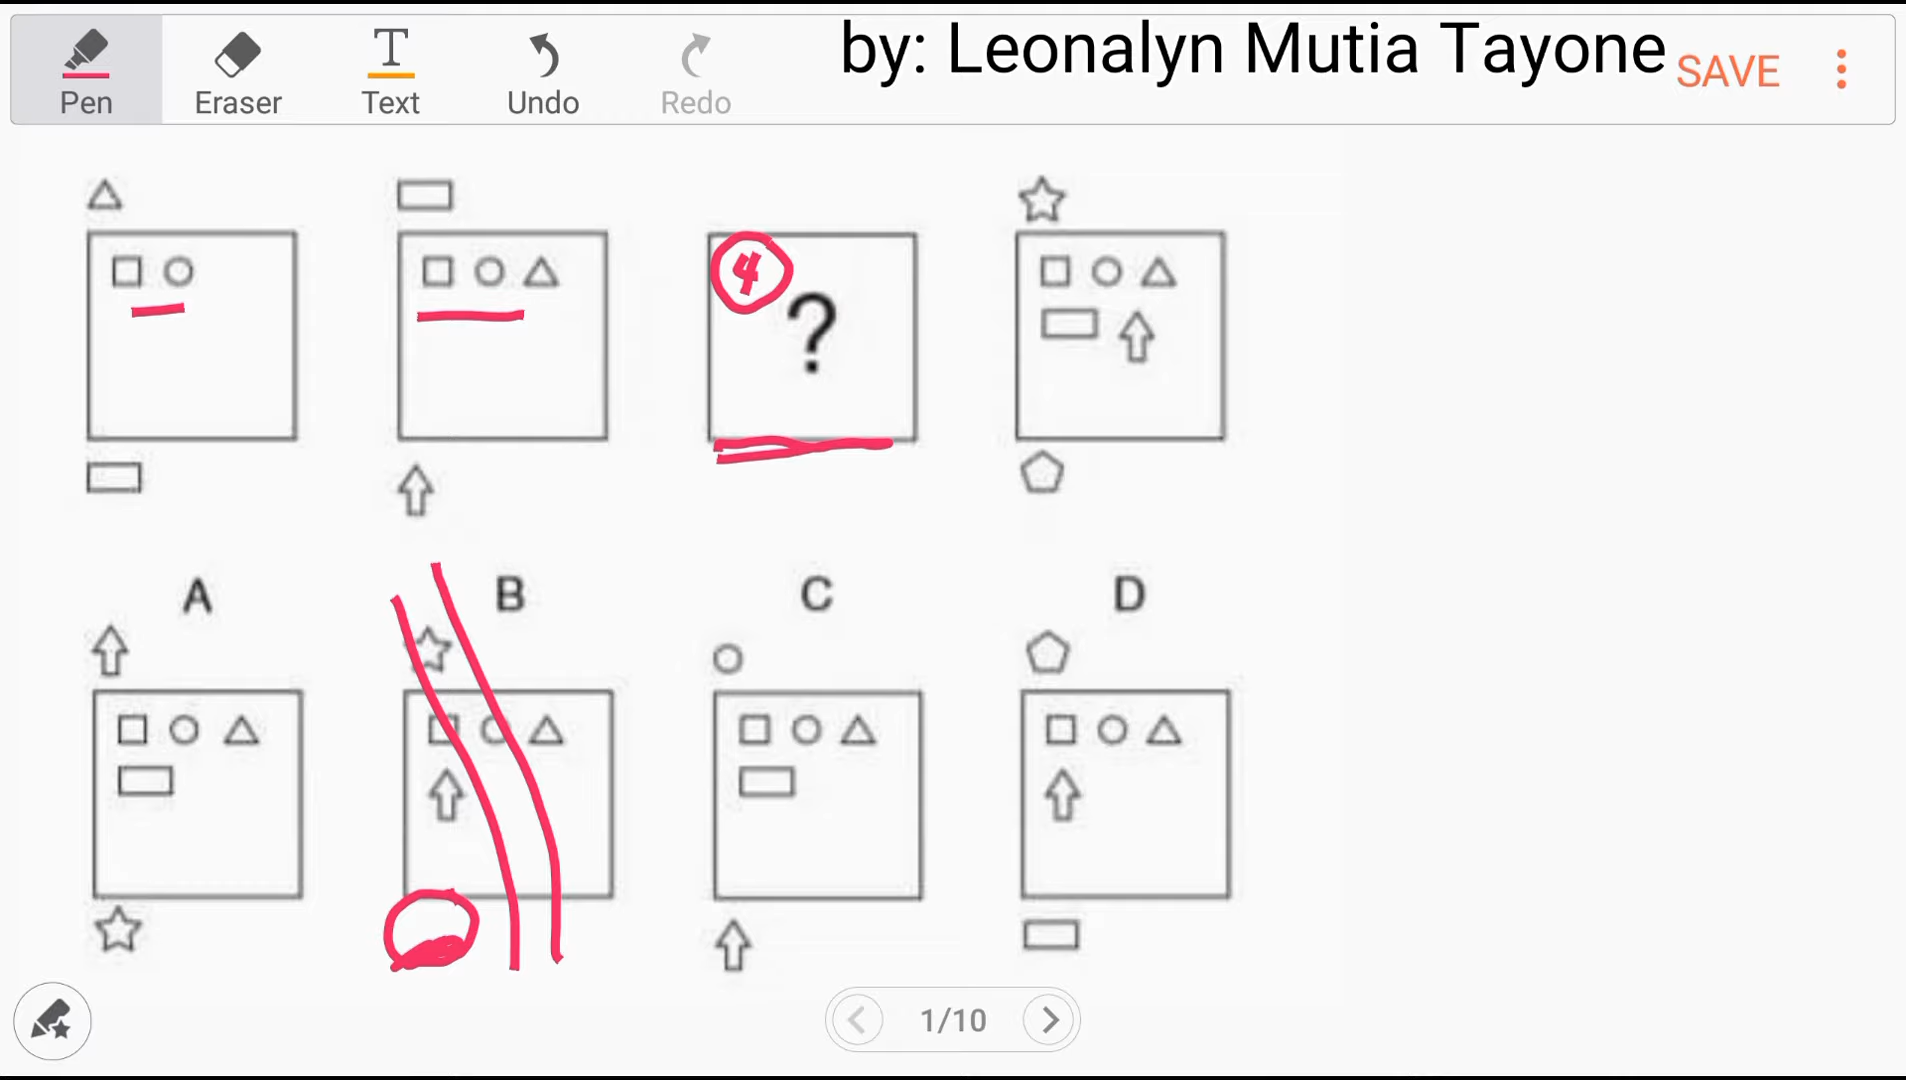 by: Leonalyn Mutia Tayone
Pen
Eraser
Text
Undo
Redo
SAVE
4
?
A
B
C
D
1/10